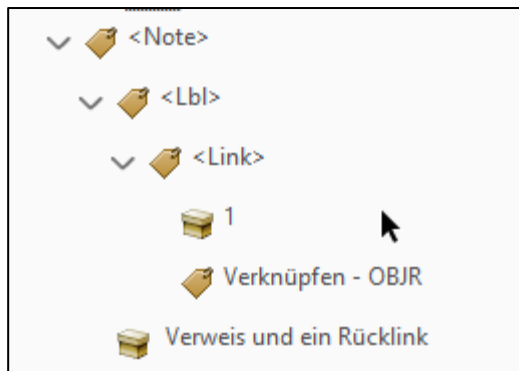 <Note>
<Lbl>
<Link>
1
Verknüpfen - OBJR
Verweis und ein Rücklink